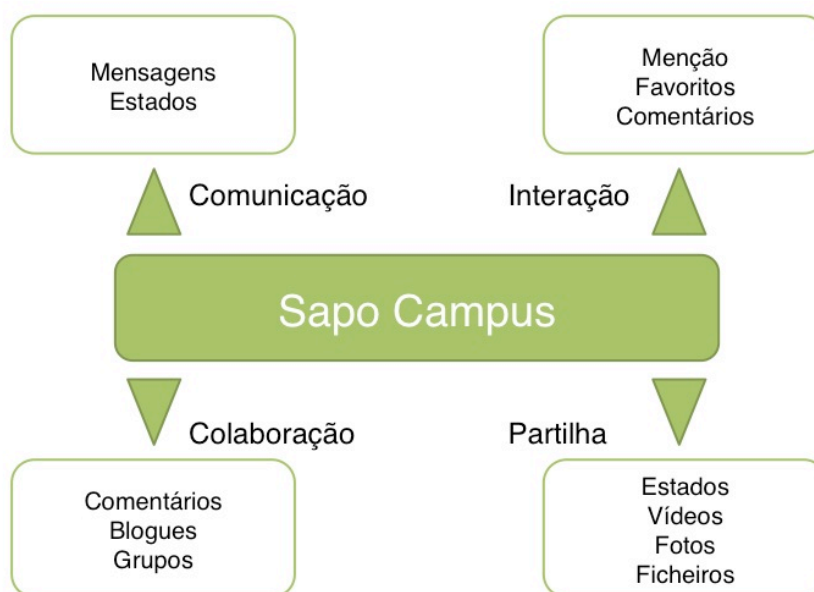 Mensagens
Estados
Menção
Favoritos
Comentários
Comunicação
Interação
Sapo Campus
Colaboração
Partilha
Comentários
Blogues
Grupos
Estados
Vídeos
Fotos
Ficheiros